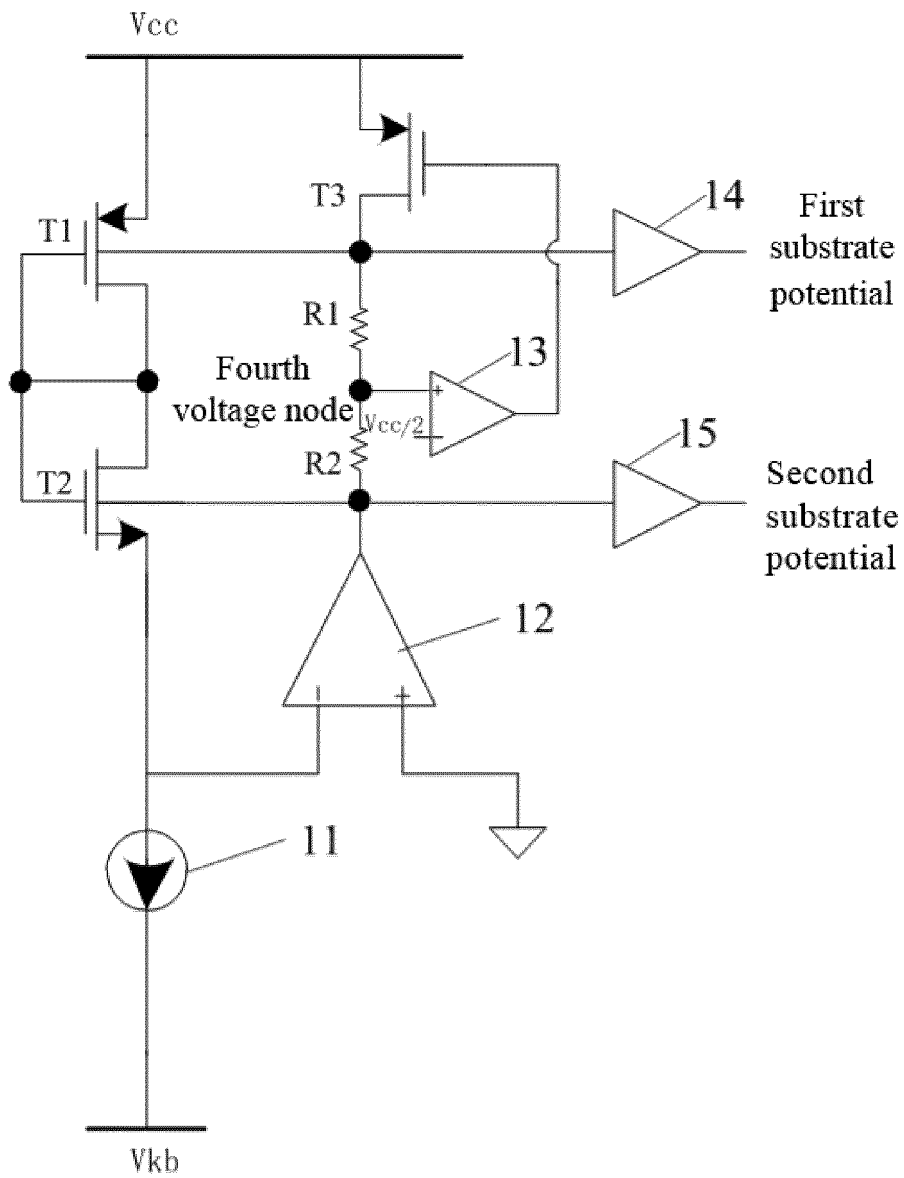 Vcc
T1
T3
14
First
substrate
potential
R1
13
Fourth
voltage node
+
Vcc/2
−
15
R2
T2
Second
substrate
potential
12
− +
11
Vkb